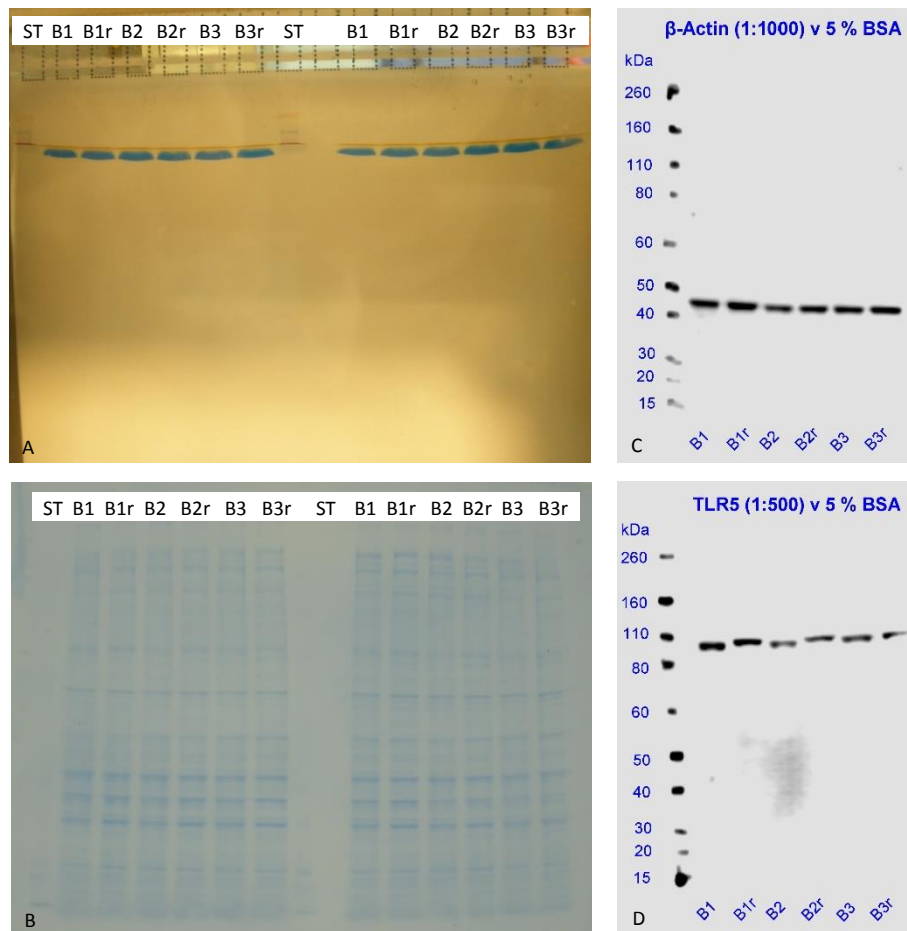 ST B1 B1r B2 B2r B3 B3r ST B1 B1r B2 B2r B3 B3r
A
β-Actin (1:1000) v 5 % BSA
kDa
260
160
110
80
60
50
40
30
20
15
B1 B1r B2 B2r B3 B3r
C
ST B1 B1r B2 B2r B3 B3r ST B1 B1r B2 B2r B3 B3r
B
TLR5 (1:500) v 5 % BSA
kDa
260
160
110
80
60
50
40
30
20
15
B1 B1r B2 B2r B3 B3r
D